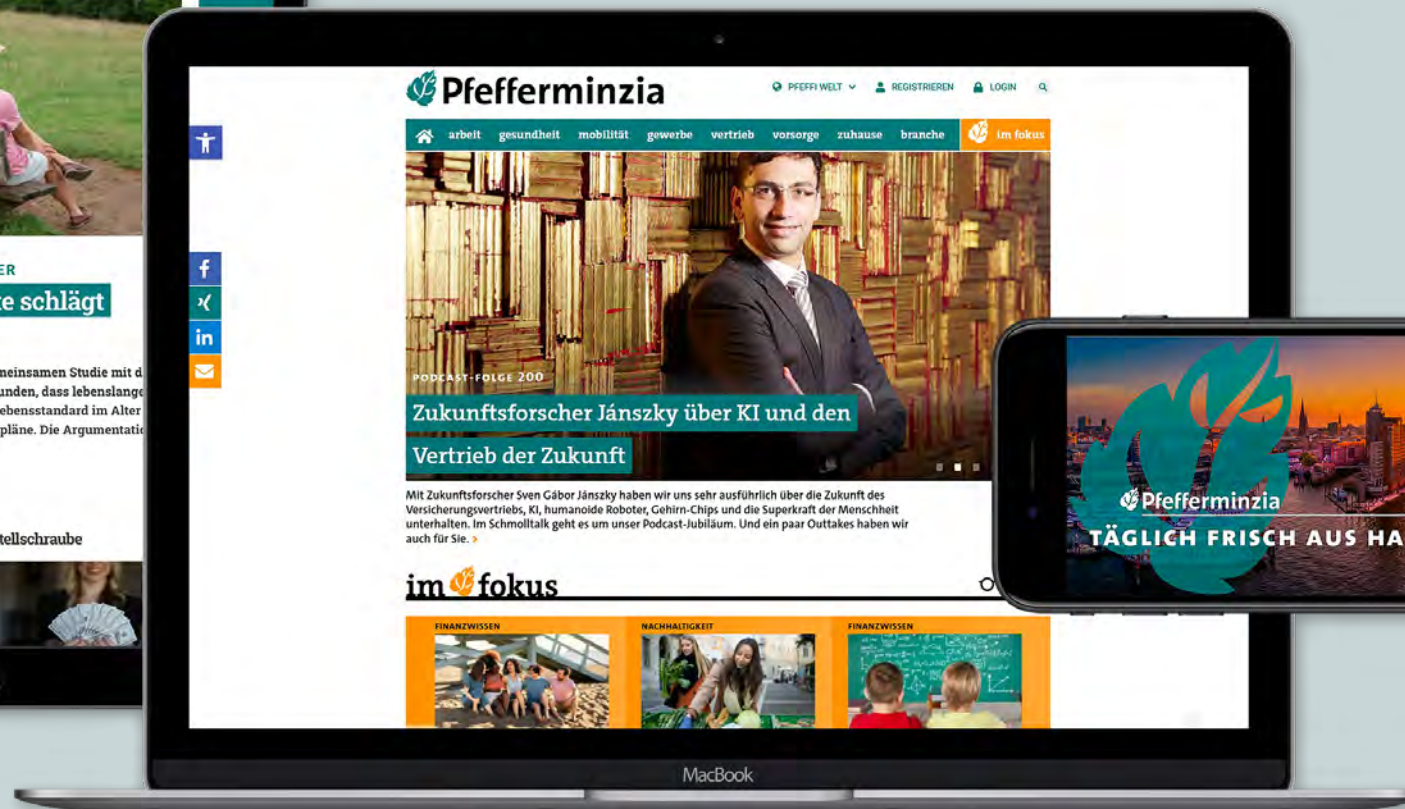 ER
e schlägt
meinsamen Studie mit d
unden, dass lebenslange
ebensstandard im Alter
pläne. Die Argumentatio
tellschraube
Pfefferminzia
PFEFFI WELT
REGISTRIEREN
LOGIN
arbeit gesundheit mobilität gewerbe vertrieb vorsorge zuhause branche im fokus
PODCAST-FOLGE 200
Zukunftsforscher Jánszky über KI und den
Vertrieb der Zukunft
Mit Zukunftsforscher Sven Gábor Jánszky haben wir uns sehr ausführlich über die Zukunft des
Versicherungsvertriebs, KI, humanoide Roboter, Gehirn-Chips und die Superkraft der Menschheit
unterhalten. Im Schmolltalk geht es um unser Podcast-Jubiläum. Und ein paar Outtakes haben wir
auch für Sie. >
im fokus
FINANZWISSEN
NACHHALTIGKEIT
FINANZWISSEN
MacBook
Pfefferminzia
TÄGLICH FRISCH AUS HA